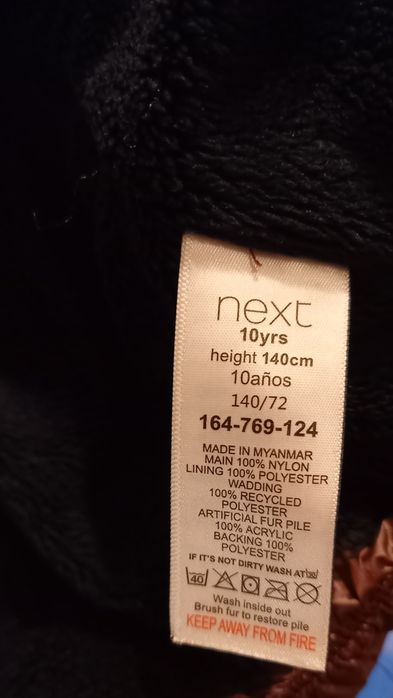 next
10yrs
height 140cm
10años
140/72
164-769-124
MADE IN MYANMAR
MAIN 100% NYLON
LINING 100% POLYESTER
WADDING
100% RECYCLED
POLYESTER
ARTIFICIAL FUR PILE
100% ACRYLIC
BACKING 100%
POLYESTER
IF IT'S NOT DIRTY WASH AT
40
Wash inside out
Brush fur to restore pile
KEEP AWAY FROM FIRE